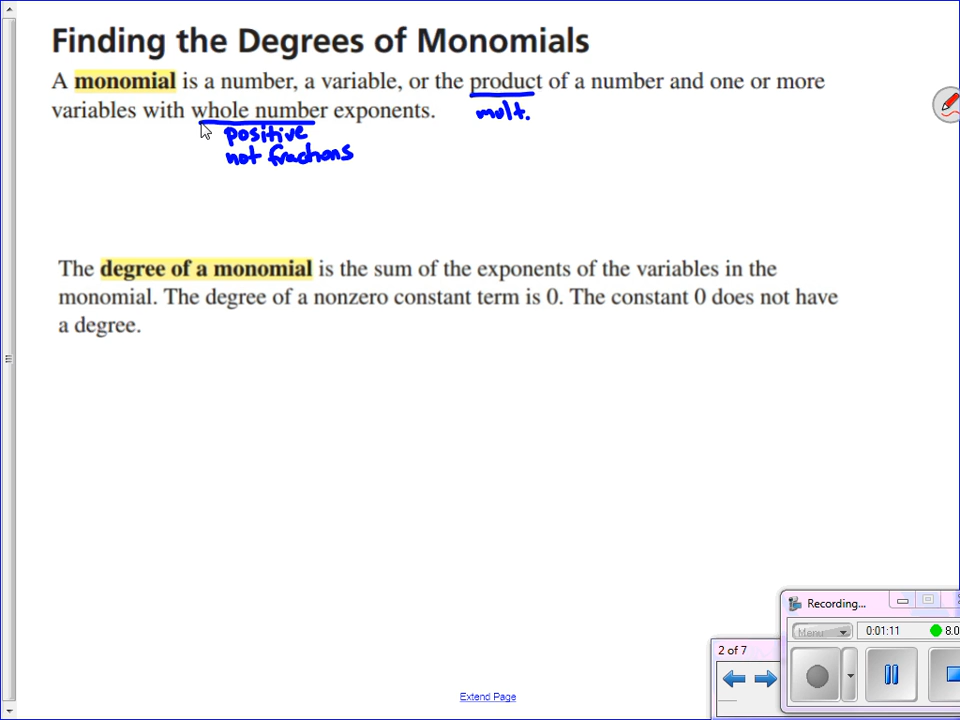 Finding the Degrees of Monomials
A monomial is a number, a variable, or the product of a number and one or more
variables with whole number exponents.
mult.
positive
not fractions
The degree of a monomial is the sum of the exponents of the variables in the
monomial. The degree of a nonzero constant term is 0. The constant 0 does not have
a degree.
Recording...
Menu
0:01:11
8.0
2 of 7
Extend Page